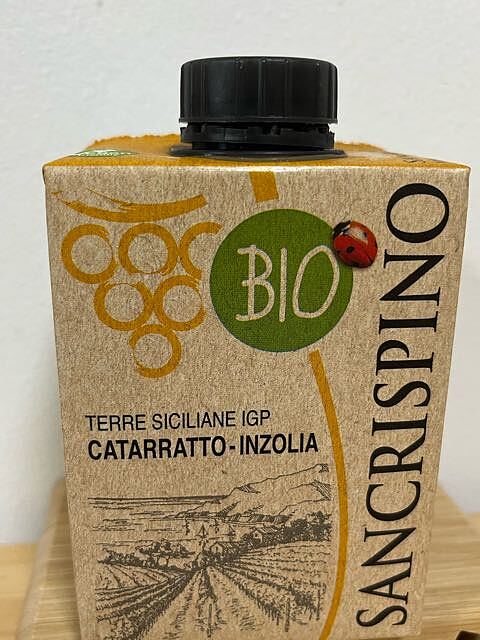 BIO
TERRE SICILIANE IGP
CATARRATTO-INZOLIA
SANCRISPINO